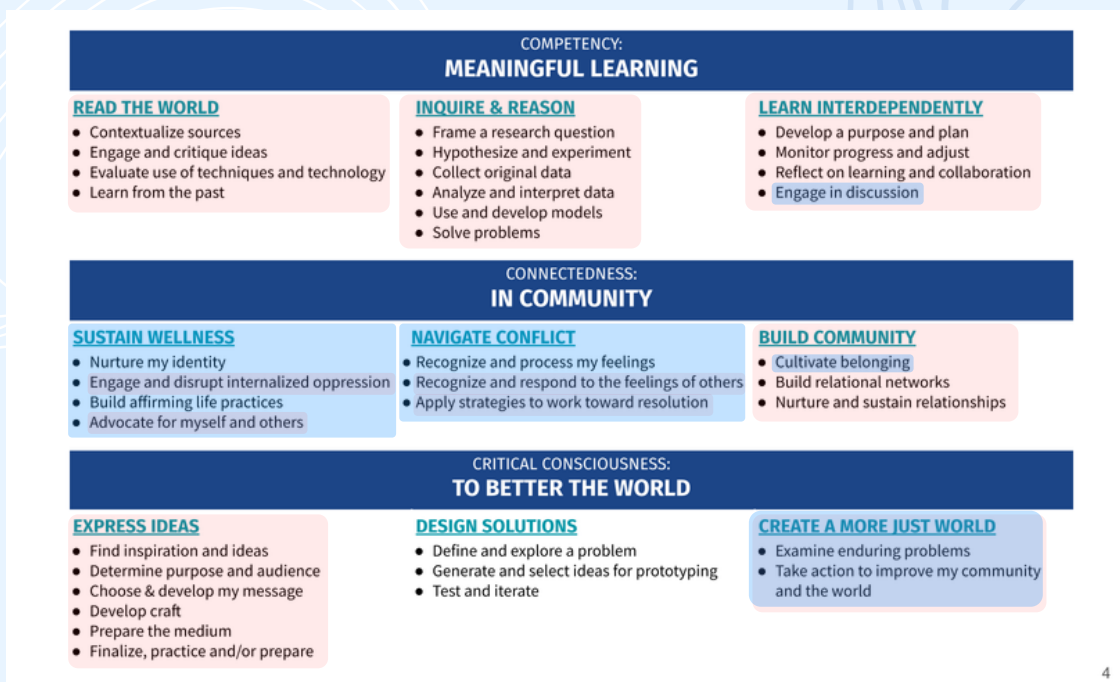 COMPETENCY:
MEANINGFUL LEARNING
READ THE WORLD
• Contextualize sources
• Engage and critique ideas
• Evaluate use of techniques and technology
• Learn from the past
INQUIRE & REASON
• Frame a research question
• Hypothesize and experiment
• Collect original data
• Analyze and interpret data
• Use and develop models
• Solve problems
LEARN INTERDEPENDENTLY
• Develop a purpose and plan
• Monitor progress and adjust
• Reflect on learning and collaboration
• Engage in discussion
CONNECTEDNESS:
IN COMMUNITY
SUSTAIN WELLNESS
• Nurture my identity
• Engage and disrupt internalized oppression
• Build affirming life practices
• Advocate for myself and others
NAVIGATE CONFLICT
• Recognize and process my feelings
• Recognize and respond to the feelings of others
• Apply strategies to work toward resolution
BUILD COMMUNITY
• Cultivate belonging
• Build relational networks
• Nurture and sustain relationships
CRITICAL CONSCIOUSNESS:
TO BETTER THE WORLD
EXPRESS IDEAS
• Find inspiration and ideas
• Determine purpose and audience
• Choose & develop my message
• Develop craft
• Prepare the medium
• Finalize, practice and/or prepare
DESIGN SOLUTIONS
• Define and explore a problem
• Generate and select ideas for prototyping
• Test and iterate
CREATE A MORE JUST WORLD
• Examine enduring problems
• Take action to improve my community
and the world
4